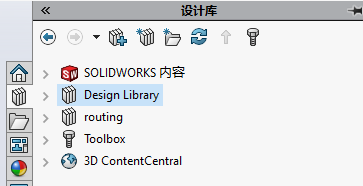 设计库
SOLIDWORKS 内容
Design Library
routing
Toolbox
3D ContentCentral